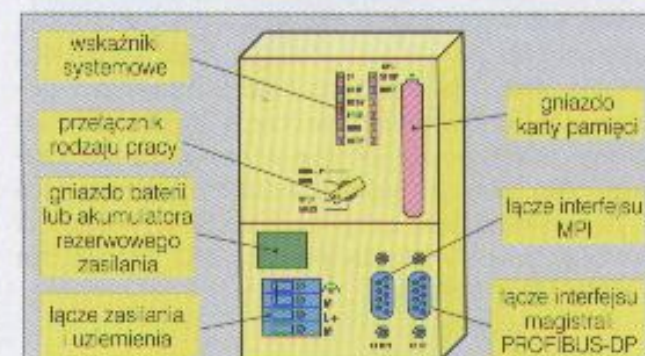 wskaźniki
systemowe
przełącznik
rodzaju pracy
gniazdo baterii
lub akumulatora
rezerwowego
zasilania
łącze zasilania
i uziemienia
gniazdo
karty pamięci
łącze interfejsu
MPI
łącze interfejsu
magistrali
PROFIBUS-DP
M
L+
M